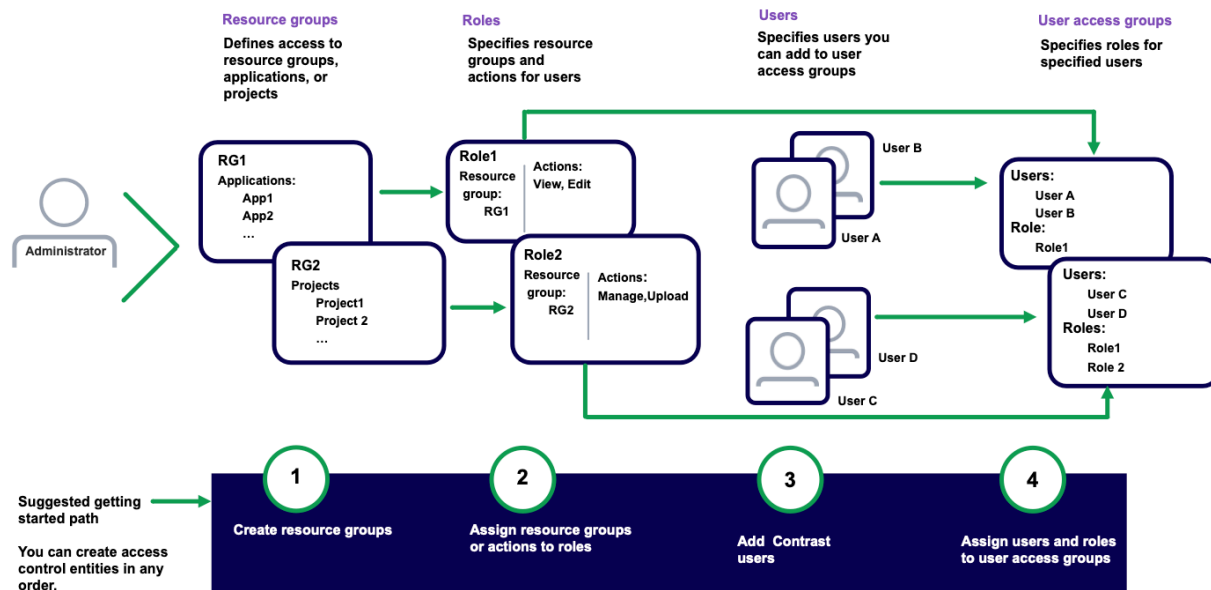 Resource groups
Defines access to
resource groups,
applications, or
projects
Roles
Specifies resource
groups and
actions for users
Users
Specifies users you
can add to user
access groups
User access groups
Specifies roles for
specified users
Administrator
RG1
Applications:
App1
App2
...
RG2
Projects
Project1
Project 2
...
Role1
Resource
group:
RG1
Actions:
View, Edit
Role2
Resource
group:
RG2
Actions:
Manage,Upload
User B
User A
User D
User C
Users:
User A
User B
Role:
Role1
Users:
User C
User D
Roles:
Role1
Role 2
Suggested getting
started path
You can create access
control entities in any
order.
1
Create resource groups
2
Assign resource groups
or actions to roles
3
Add Contrast
users
4
Assign users and roles
to user access groups